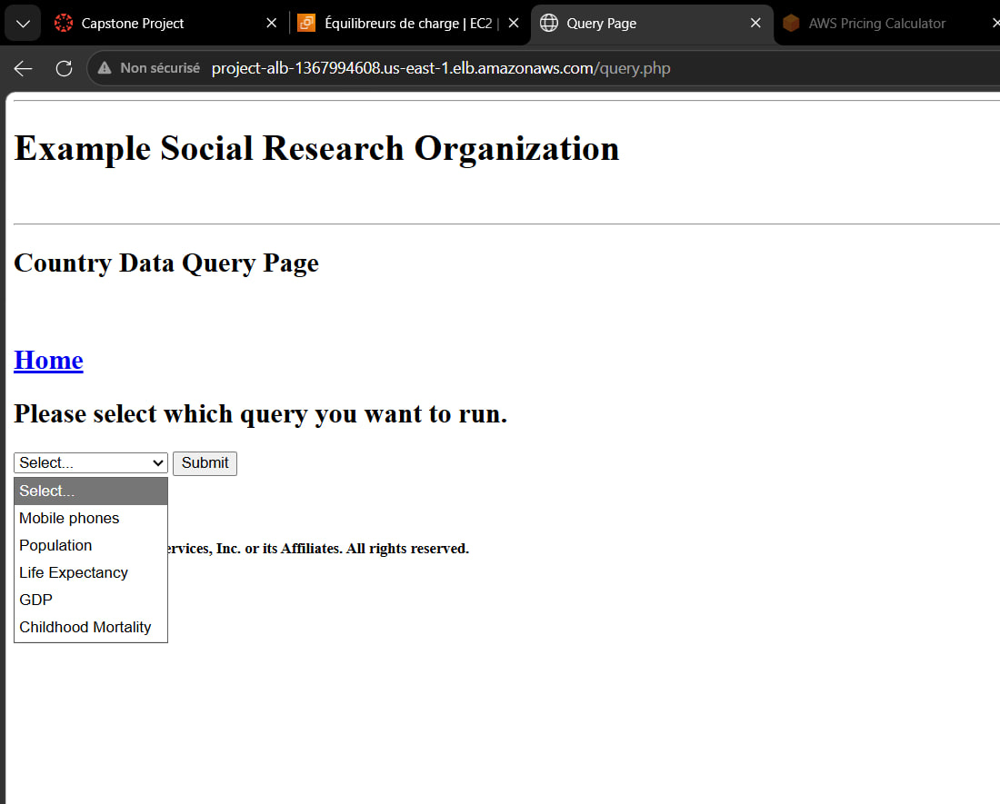 Capstone Project
Équilibreurs de charge | EC2 |
Query Page
AWS Pricing Calculator
Non sécurisé project-alb-1367994608.us-east-1.elb.amazonaws.com/query.php
Example Social Research Organization
Country Data Query Page
Home
Please select which query you want to run.
Select... Submit
Select...
Mobile phones
Population
ervices, Inc. or its Affiliates. All rights reserved.
Life Expectancy
GDP
Childhood Mortality